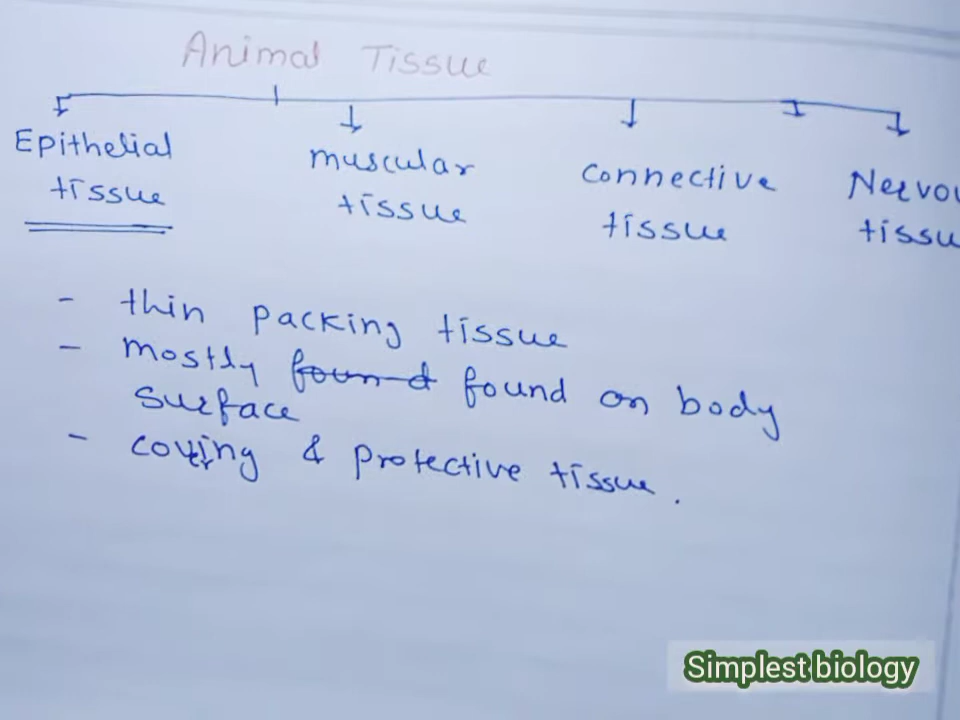 Animal Tissue
Epithelial tissue
muscular tissue
connective tissue
Nervou tissu
- thin packing tissue
- mostly found found on body
surface
- covering & protective tissue.
Simplest biology